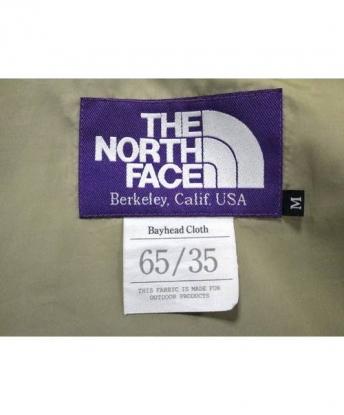 THE
NORTH
FACE
Berkeley, Calif. USA
M
Bayhead Cloth
65/35
THIS FABRIC IS MADE FOR
OUTDOOR PRODUCTS